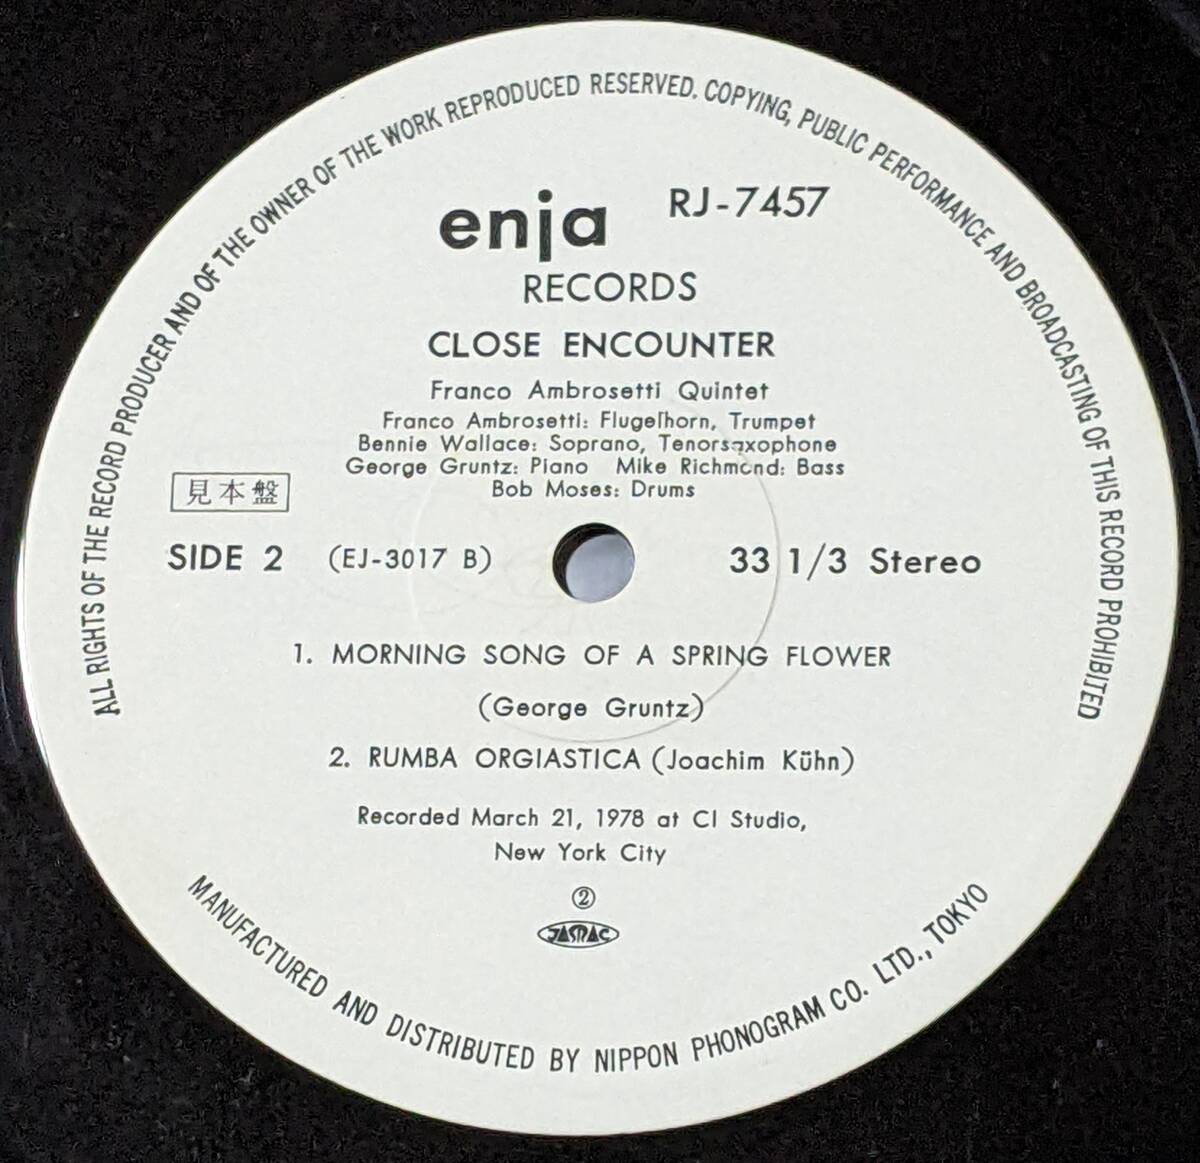 ALL RIGHTS OF THE RECORD PRODUCER AND OF THE OWNER OF THE WORK REPRODUCED RESERVED. COPYING, PUBLIC PERFORMANCE AND BROADCASTING OF THIS RECORD PROHIBITED
enja RJ-7457
RECORDS
CLOSE ENCOUNTER
Franco Ambrosetti Quintet
Franco Ambrosetti: Flugelhorn, Trumpet
Bennie Wallace: Soprano, Tenorsaxophone
George Gruntz: Piano Mike Richmond: Bass
Bob Moses: Drums
見本盤
SIDE 2 (EJ-3017 B) 33 1/3 Stereo
1. MORNING SONG OF A SPRING FLOWER
(George Gruntz)
2. RUMBA ORGIASTICA (Joachim Kühn)
Recorded March 21, 1978 at CI Studio,
New York City
②
JASRAC
MANUFACTURED AND DISTRIBUTED BY NIPPON PHONOGRAM CO. LTD., TOKYO